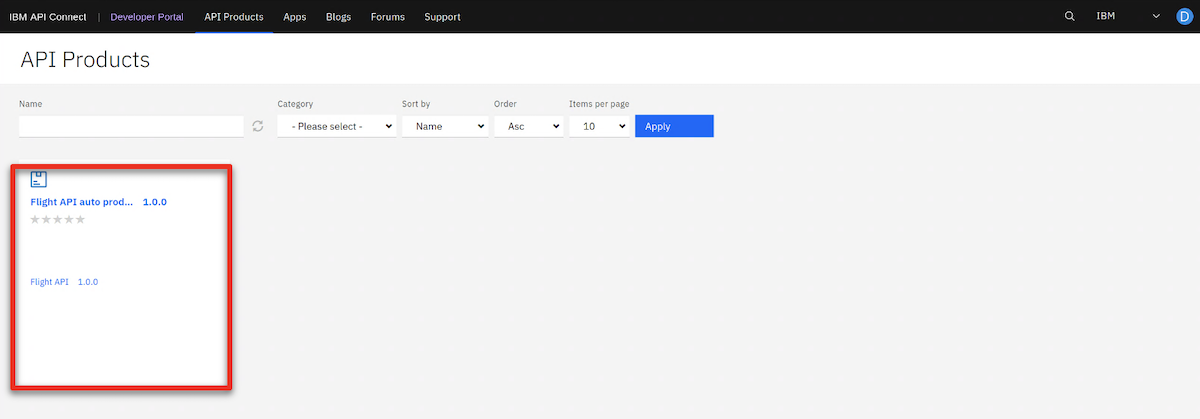 IBM API Connect | Developer Portal API Products Apps Blogs Forums Support IBM D
API Products
Name Category Sort by Order Items per page
- Please select - Name Asc 10 Apply
Flight API auto prod... 1.0.0
Flight API 1.0.0